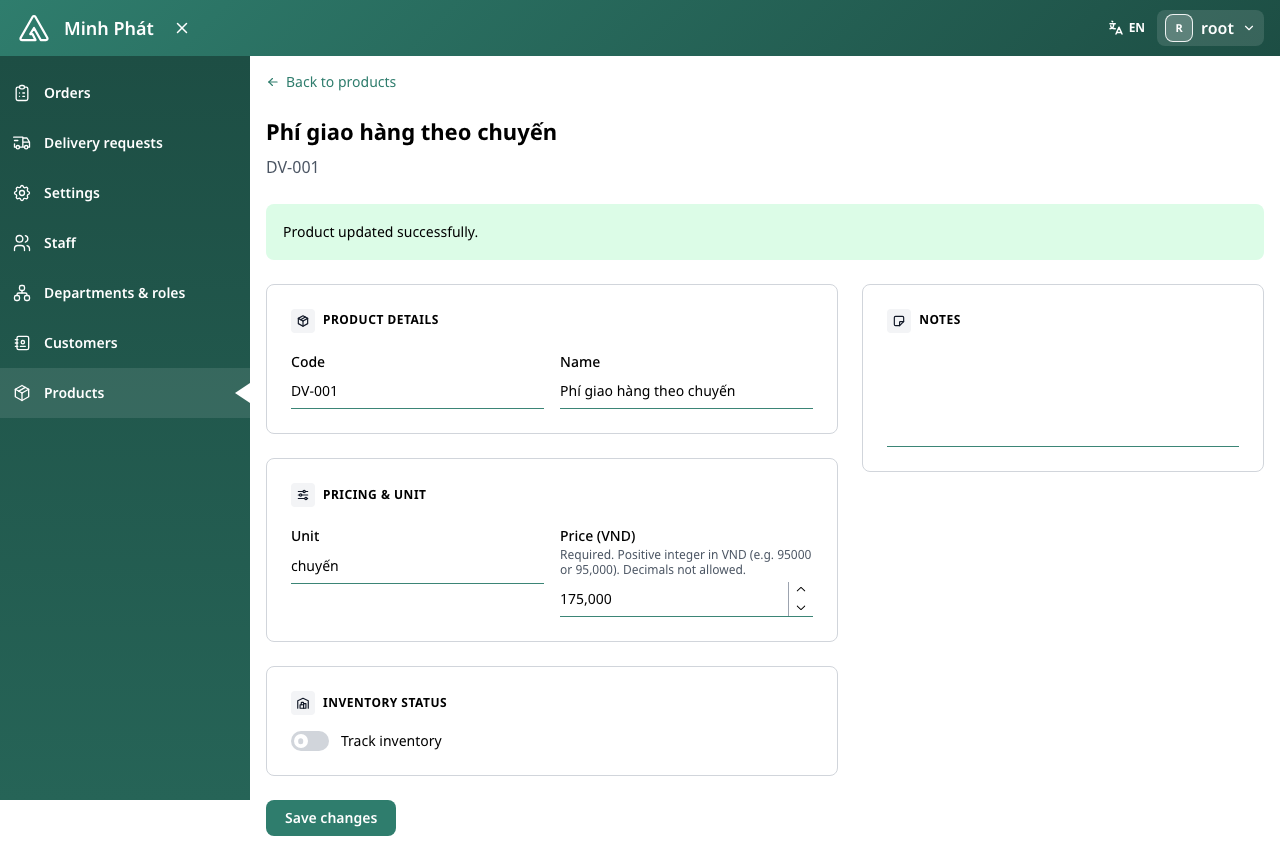 Minh Phát
EN
R
root
Orders
Delivery requests
Settings
Staff
Departments & roles
Customers
Products
Back to products
Phí giao hàng theo chuyến
DV-001
Product updated successfully.
PRODUCT DETAILS
Code
DV-001
Name
Phí giao hàng theo chuyến
PRICING & UNIT
Unit
chuyến
Price (VND)
Required. Positive integer in VND (e.g. 95000
or 95,000). Decimals not allowed.
175,000
INVENTORY STATUS
Track inventory
NOTES
Save changes